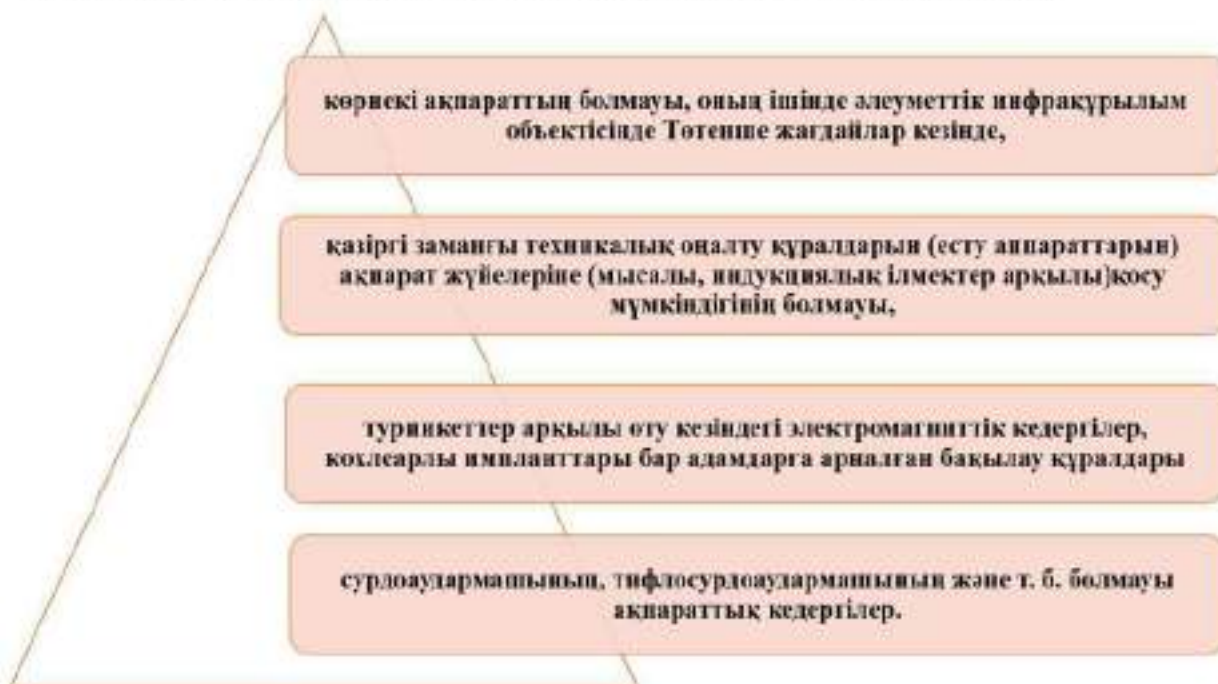 көрнекі ақпараттың болмауы, оның ішінде әлеуметтік инфрақұрылым
объектісінде Төтенше жағдайлар кезінде,
қазіргі заманғы техникалық оңалту құралдарын (есту аппараттарын)
ақпарат жүйелеріне (мысалы, индукциялық ілмектер арқылы)қосу
мүмкіндігінің болмауы,
турникеттер арқылы өту кезіндегі электромагниттік кедергілер,
кохлеарлы импланттары бар адамдарға арналған бақылау құралдары
сурдоаудармашының, тифлосурдоаудармашының және т. б. болмауы
ақпараттық кедергілер.